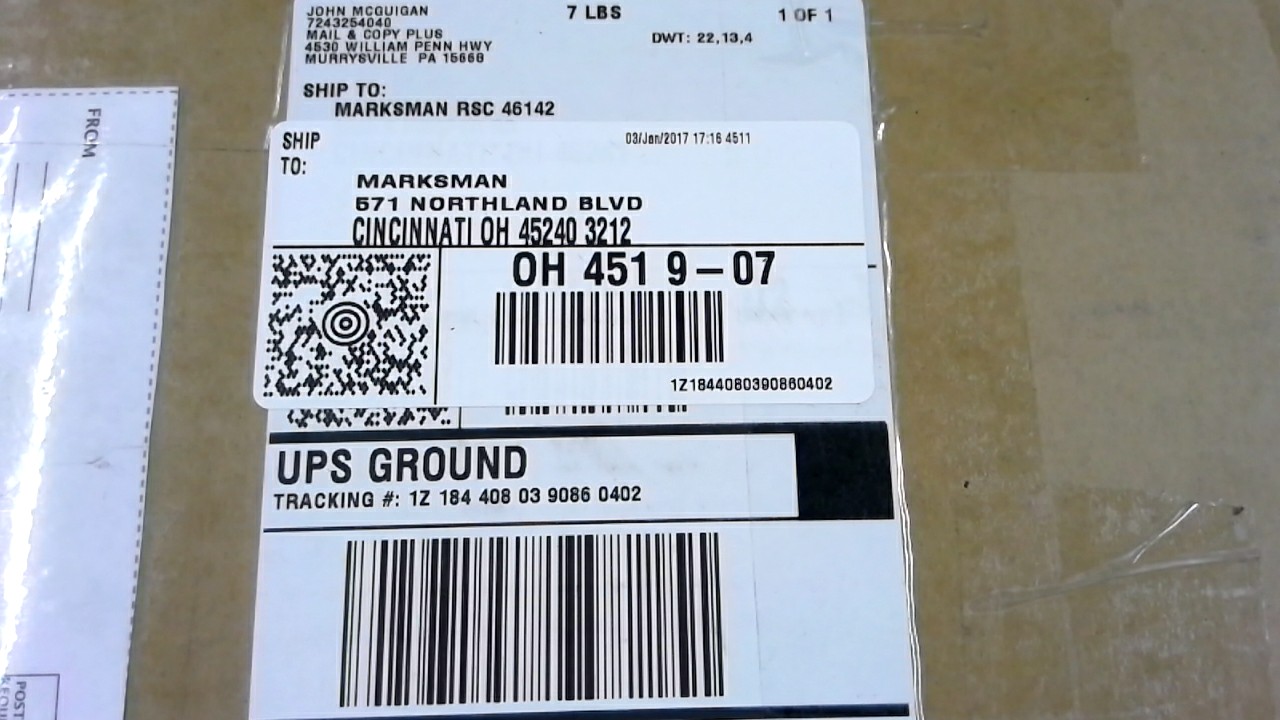 JOHN MCGUIGAN
7243254040
MAIL & COPY PLUS
4530 WILLIAM PENN HWY
MURRYSVILLE PA 15668
7 LBS
1 OF 1
DWT: 22,13,4
SHIP TO:
MARKSMAN RSC 46142
SHIP
TO:
03/Jan/2017 17:16 4511
MARKSMAN
571 NORTHLAND BLVD
CINCINNATI OH 45240 3212
OH 451 9-07
1Z1844080390860402
UPS GROUND
TRACKING #: 1Z 184 408 03 9086 0402
FROM